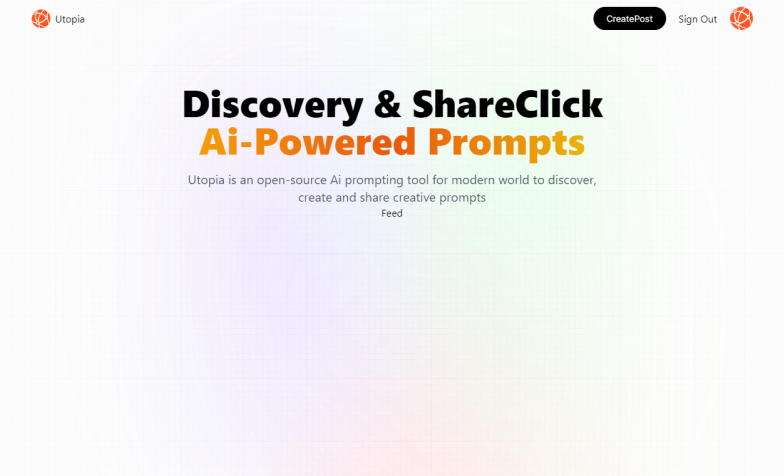 Utopia
CreatePost
Sign Out
Discovery & ShareClick
Ai-Powered Prompts
Utopia is an open-source Ai prompting tool for modern world to discover,
create and share creative prompts
Feed